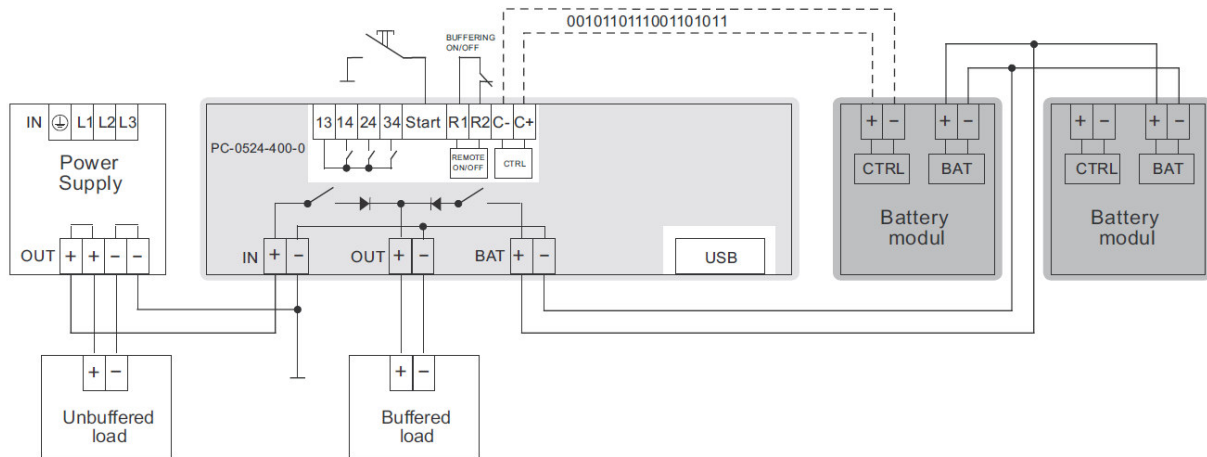 0010110111001101011
BUFFERING
ON/OFF
IN L1 L2 L3
Power
Supply
OUT + + − −
PC-0524-400-0
13 14 24 34 Start R1 R2 C- C+
REMOTE
ON/OFF
CTRL
IN + −
OUT + −
BAT + −
USB
+ − + −
CTRL BAT
Battery
modul
+ − + −
CTRL BAT
Battery
modul
+ −
Unbuffered
load
+ −
Buffered
load